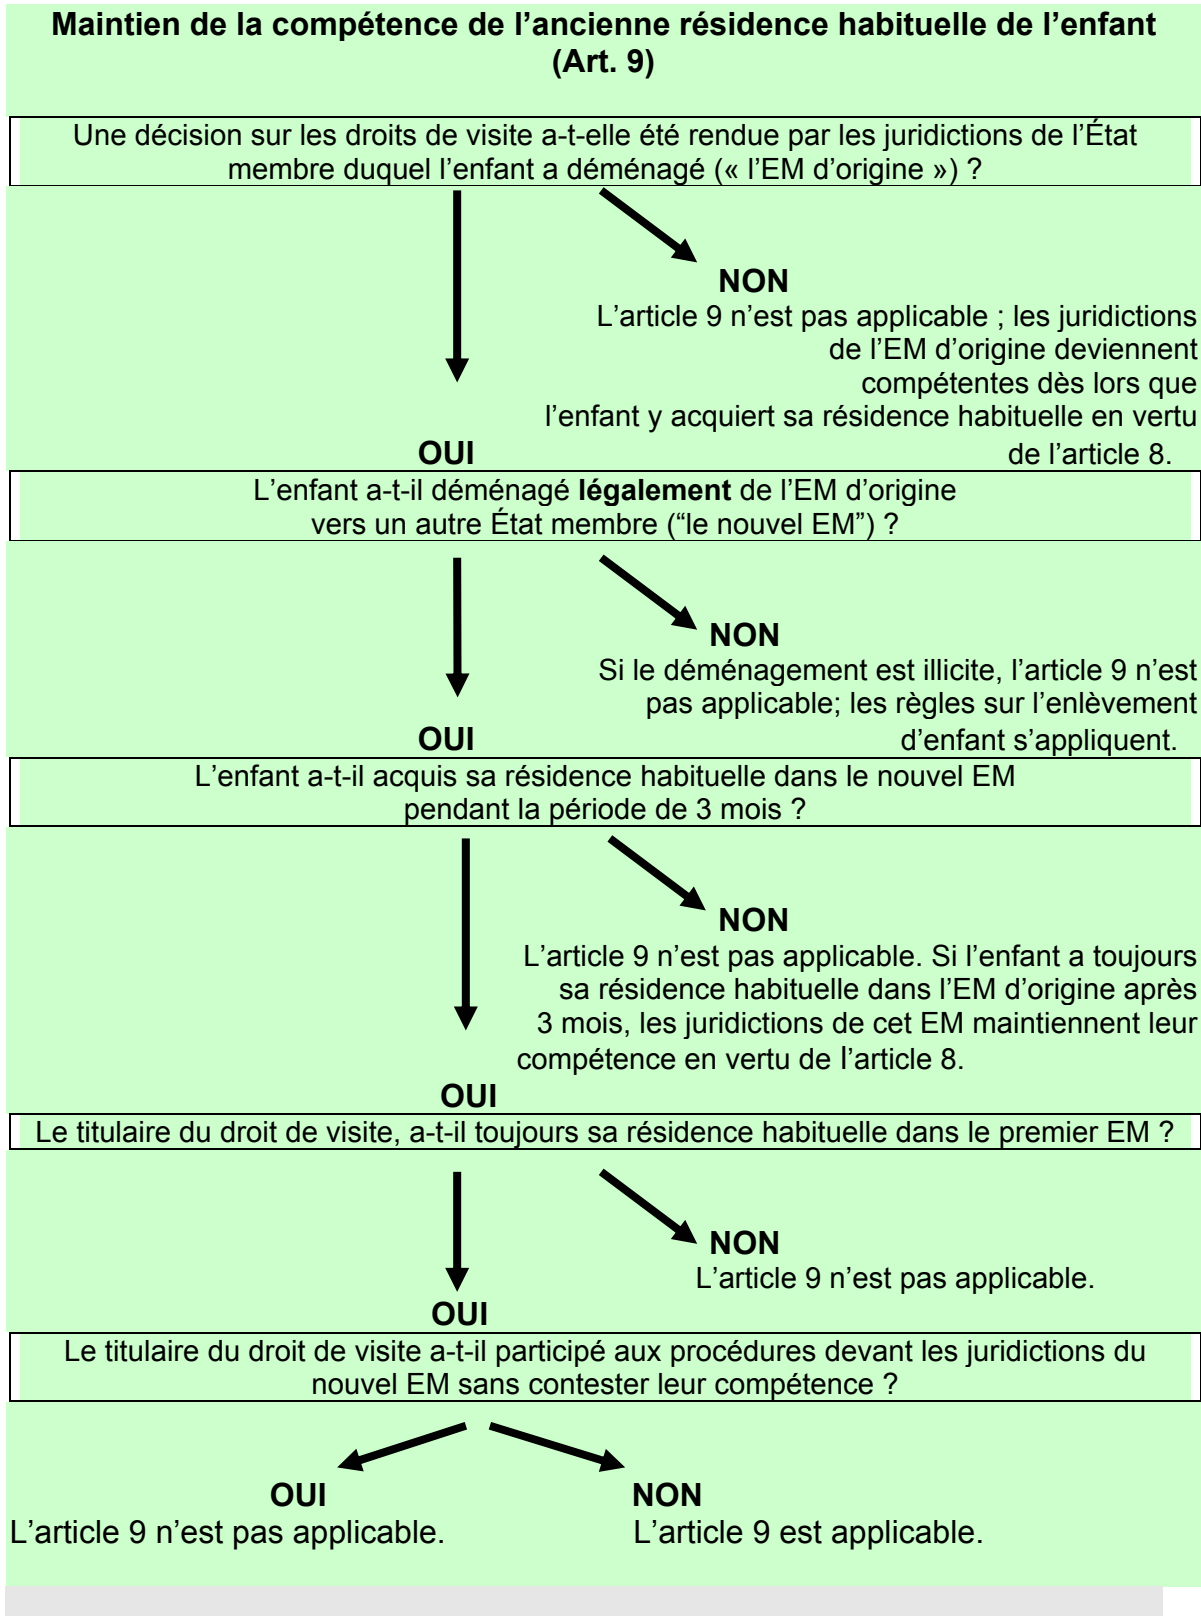 Maintien de la compétence de l’ancienne résidence habituelle de l’enfant
(Art. 9)
Une décision sur les droits de visite a-t-elle été rendue par les juridictions de l’État
membre duquel l’enfant a déménagé (« l’EM d’origine ») ?
NON
L’article 9 n’est pas applicable ; les juridictions
de l’EM d’origine deviennent
compétentes dès lors que
l’enfant y acquiert sa résidence habituelle en vertu
de l’article 8.
OUI
L’enfant a-t-il déménagé légalement de l’EM d’origine
vers un autre État membre (“le nouvel EM”) ?
NON
Si le déménagement est illicite, l’article 9 n’est
pas applicable; les règles sur l’enlèvement
d’enfant s’appliquent.
OUI
L’enfant a-t-il acquis sa résidence habituelle dans le nouvel EM
pendant la période de 3 mois ?
NON
L’article 9 n’est pas applicable. Si l’enfant a toujours
sa résidence habituelle dans l’EM d’origine après
3 mois, les juridictions de cet EM maintiennent leur
compétence en vertu de l’article 8.
OUI
Le titulaire du droit de visite, a-t-il toujours sa résidence habituelle dans le premier EM ?
NON
L’article 9 n’est pas applicable.
OUI
Le titulaire du droit de visite a-t-il participé aux procédures devant les juridictions du
nouvel EM sans contester leur compétence ?
OUI
L’article 9 n’est pas applicable.
NON
L’article 9 est applicable.